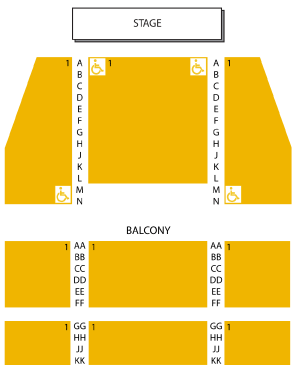 STAGE
1 A 1 A 1
B B
C C
D D
E E
F F
G G
H H
J J
K K
L L
M M
N N
BALCONY
1 AA 1 AA 1
BB BB
CC CC
DD DD
EE EE
FF FF
1 GG 1 GG 1
HH HH
JJ JJ
KK KK